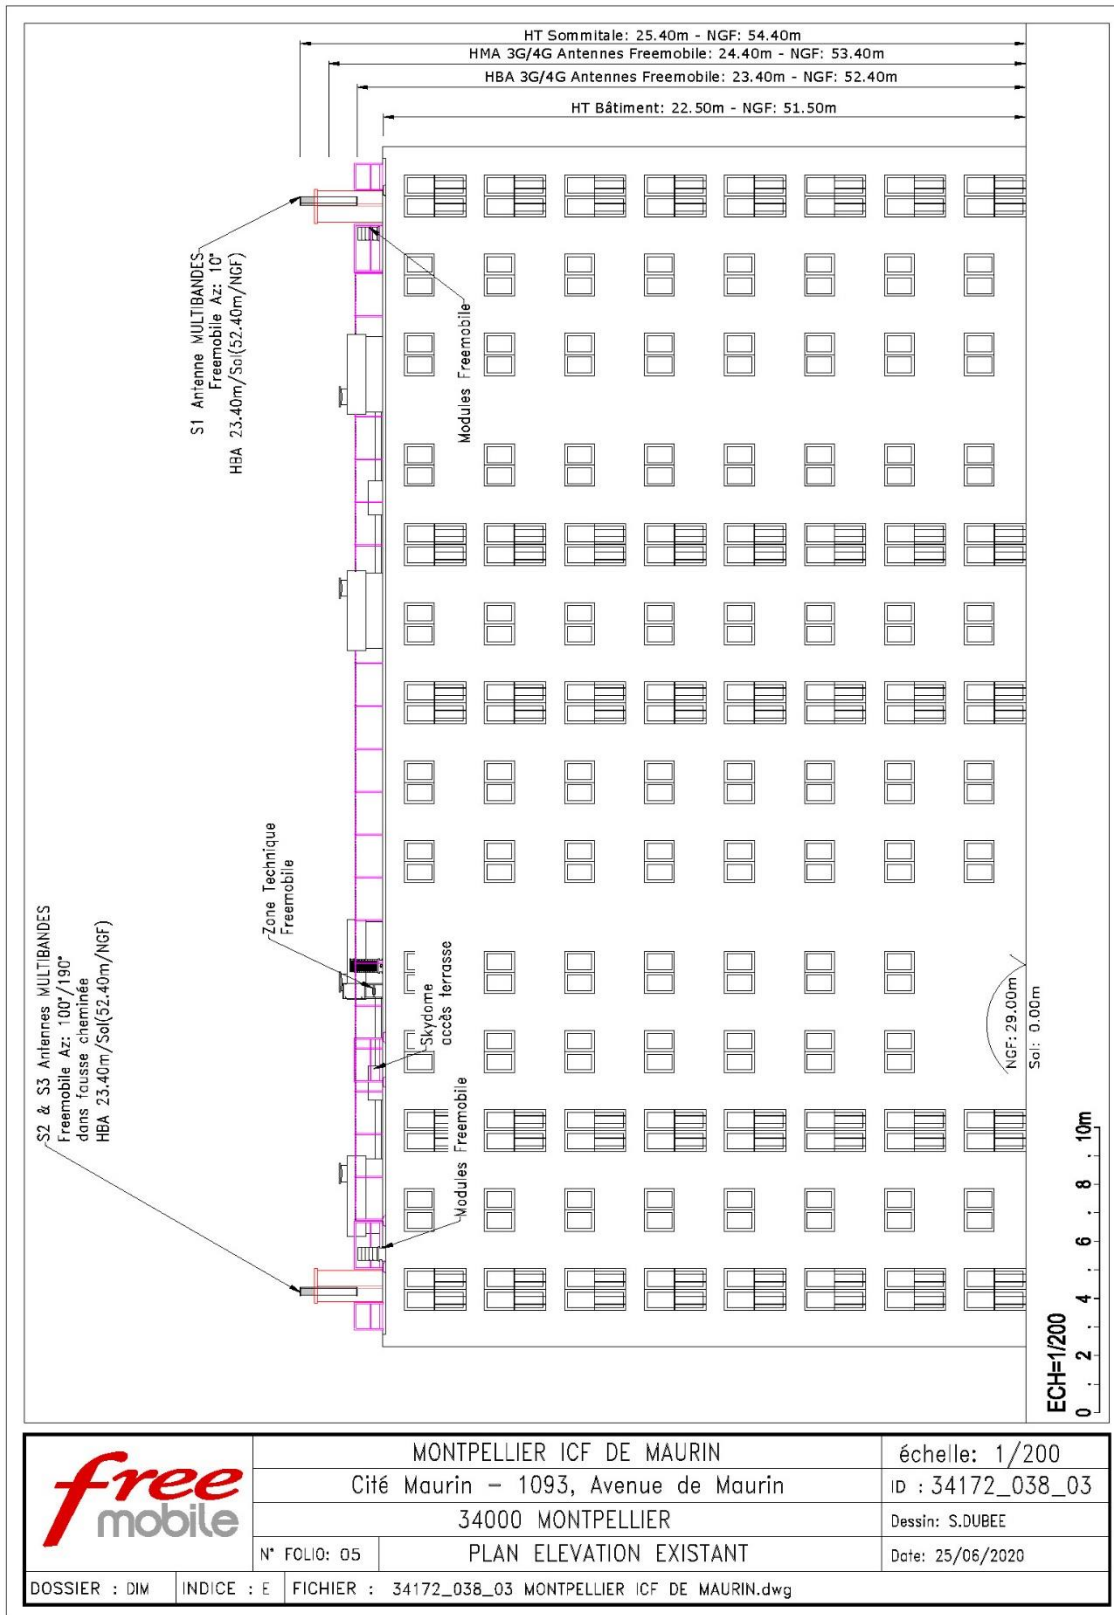 HT Sommitale: 25.40m - NGF: 54.40m
HMA 3G/4G Antennes Freemobile: 24.40m - NGF: 53.40m
HBA 3G/4G Antennes Freemobile: 23.40m - NGF: 52.40m
HT Bâtiment: 22.50m - NGF: 51.50m
S1 Antenne MULTIBANDES
Freemobile Az: 10°
HBA 23.40m/Sol(52.40m/NGF)
Modules Freemobile
Zone Technique
Freemobile
S2 & S3 Antennes MULTIBANDES
Freemobile Az: 100°/190°
dans fausse cheminée
HBA 23.40m/Sol(52.40m/NGF)
Skydome
accès terrasse
Modules Freemobile
NGF: 29.00m
Sol: 0.00m
ECH=1/200
0 2 4 6 8 10m
free
mobile
MONTPELLIER ICF DE MAURIN
échelle: 1/200
Cité Maurin – 1093, Avenue de Maurin
ID : 34172_038_03
34000 MONTPELLIER
Dessin: S.DUBEE
N° FOLIO: 05
PLAN ELEVATION EXISTANT
Date: 25/06/2020
DOSSIER : DIM
INDICE : E
FICHIER : 34172_038_03 MONTPELLIER ICF DE MAURIN.dwg